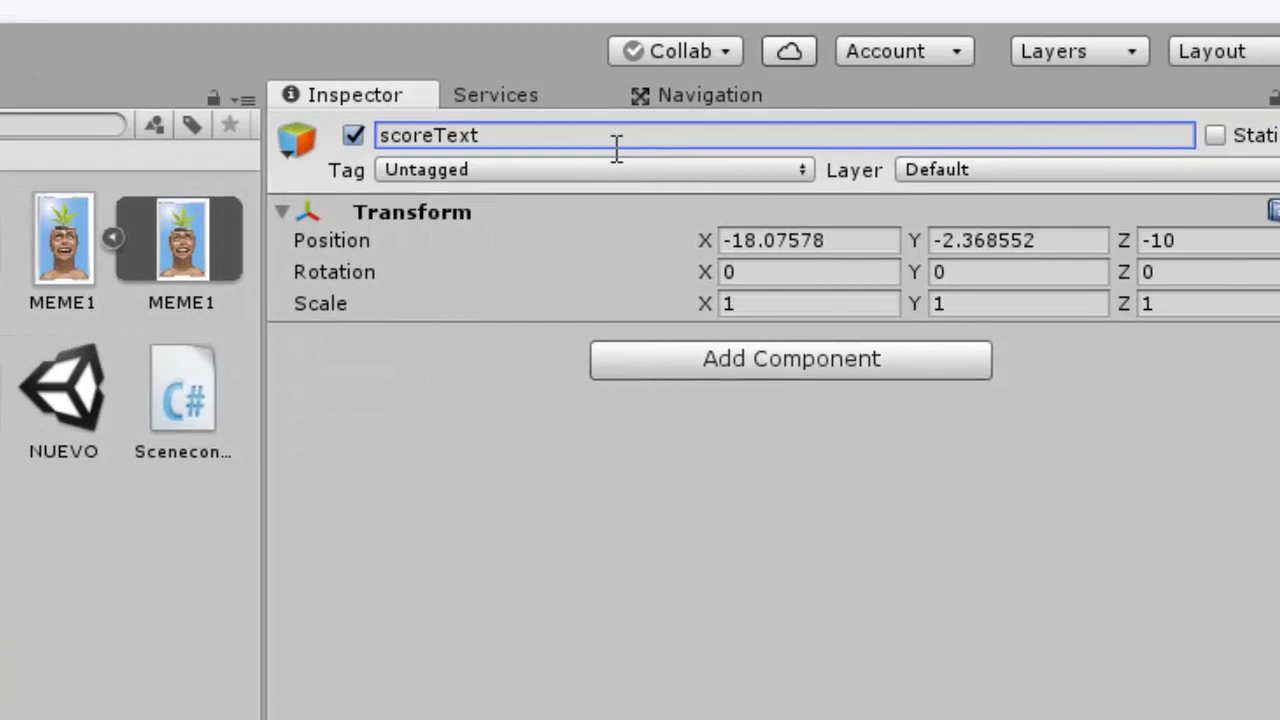 Collab Account Layers Layout
Inspector Services Navigation
scoreText Stati
Tag Untagged Layer Default
Transform
Position X -18.07578 Y -2.368552 Z -10
Rotation X 0 Y 0 Z 0
Scale X 1 Y 1 Z 1
Add Component
MEME1 MEME1
C#
NUEVO Scenecon...